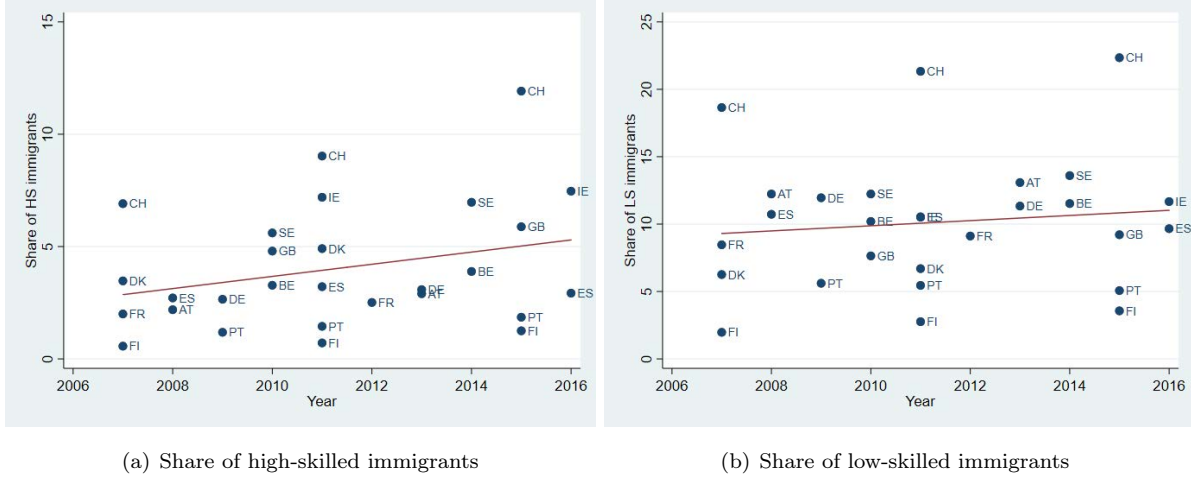 15
10
5
0
Share of HS immigrants
CH
CH
CH
IE
IE
SE
SE
GB
GB
DK
DK
BE
BE
ES
ES
ES
DE
DE
AT
AT
FR
FR
PT
PT
PT
FI
FI
FI
2006 2008 2010 2012 2014 2016
Year
(a) Share of high-skilled immigrants
25
20
15
10
5
0
Share of LS immigrants
CH
CH
CH
SE
AT
IE
AT
SE
DE
BE
DE
ES
BE
ES
ES
FR
GB
FR
GB
DK
DK
PT
PT
PT
FI
FI
FI
2006 2008 2010 2012 2014 2016
Year
(b) Share of low-skilled immigrants